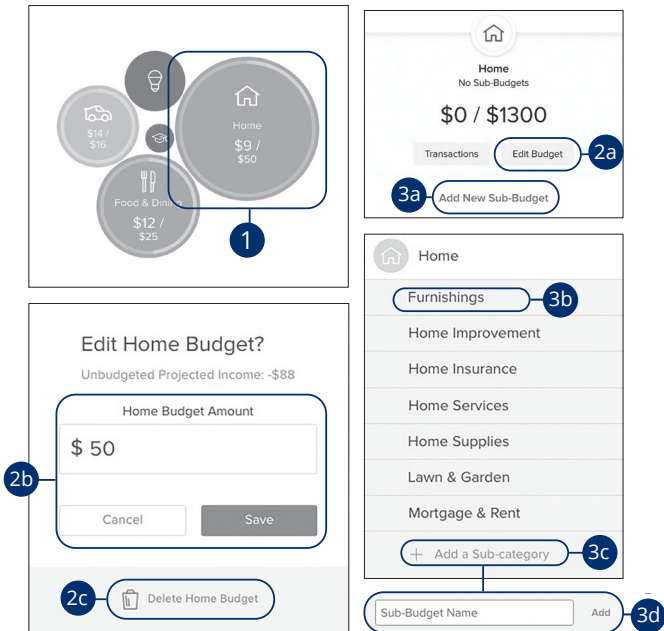 $14 /
$16
Home
$9 /
$50
Food & Dining
$12 /
$25
1
Home
No Sub-Budgets
$0 / $1300
Transactions
Edit Budget
2a
3a
Add New Sub-Budget
Edit Home Budget?
Unbudgeted Projected Income: -$88
Home Budget Amount
$ 50
2b
Cancel
Save
2c
Delete Home Budget
Home
Furnishings
3b
Home Improvement
Home Insurance
Home Services
Home Supplies
Lawn & Garden
Mortgage & Rent
+ Add a Sub-category
3c
Sub-Budget Name
Add
3d